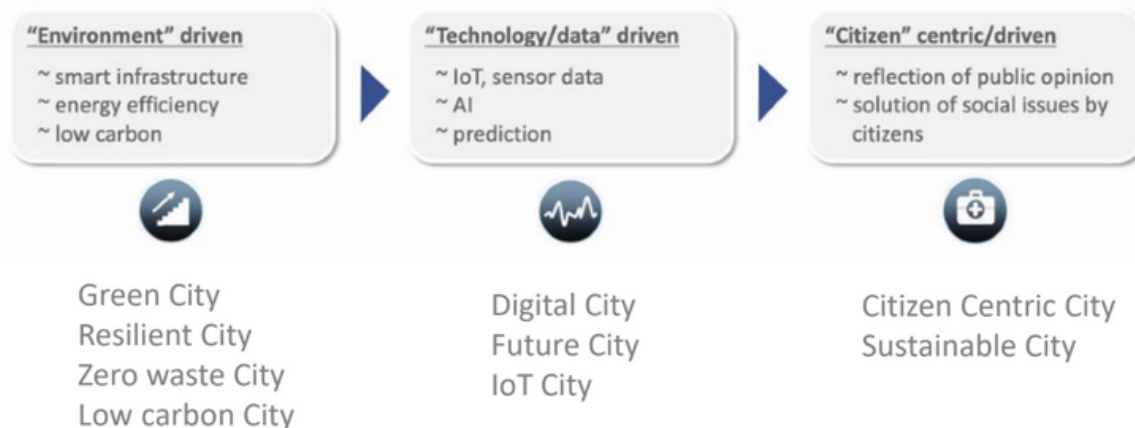 "Environment" driven
~ smart infrastructure
~ energy efficiency
~ low carbon
"Technology/data" driven
~ IoT, sensor data
~ AI
~ prediction
"Citizen" centric/driven
~ reflection of public opinion
~ solution of social issues by
citizens
Green City
Resilient City
Zero waste City
Low carbon City
Digital City
Future City
IoT City
Citizen Centric City
Sustainable City